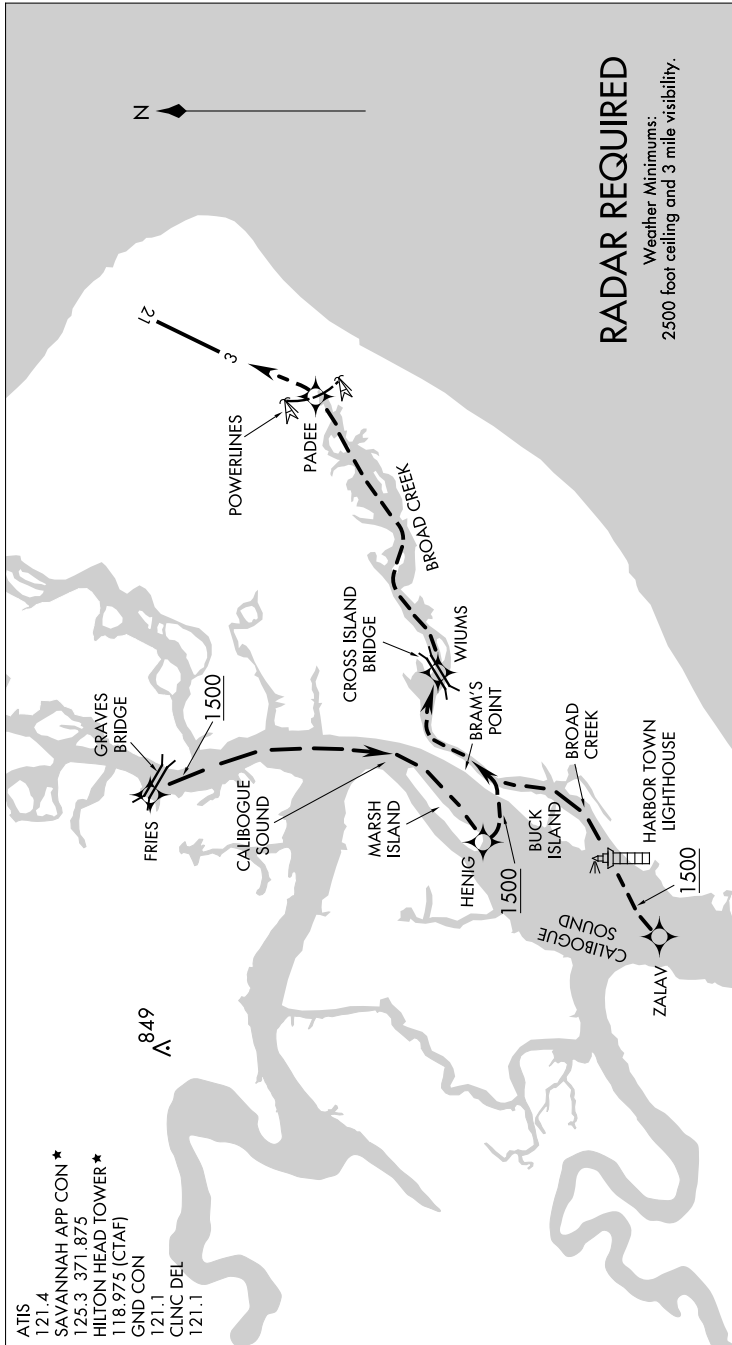 ATIS
121.4
SAVANNAH APP CON ★
125.3 371.875
HILTON HEAD TOWER ★
118.975 (CTAF)
GND CON
121.1
CLNC DEL
121.1
849
FRIES
GRAVES
BRIDGE
1500
CALIBOGUE
SOUND
MARSH
ISLAND
HENIG
1500
BUCK
ISLAND
BRAM'S
POINT
CROSS ISLAND
BRIDGE
WIUMS
BROAD CREEK
POWERLINES
PADEE
3
21
N
CALIBOGUE
SOUND
ZALAV
1500
HARBOR TOWN
LIGHTHOUSE
BROAD
CREEK
RADAR REQUIRED
Weather Minimums:
2500 foot ceiling and 3 mile visibility.